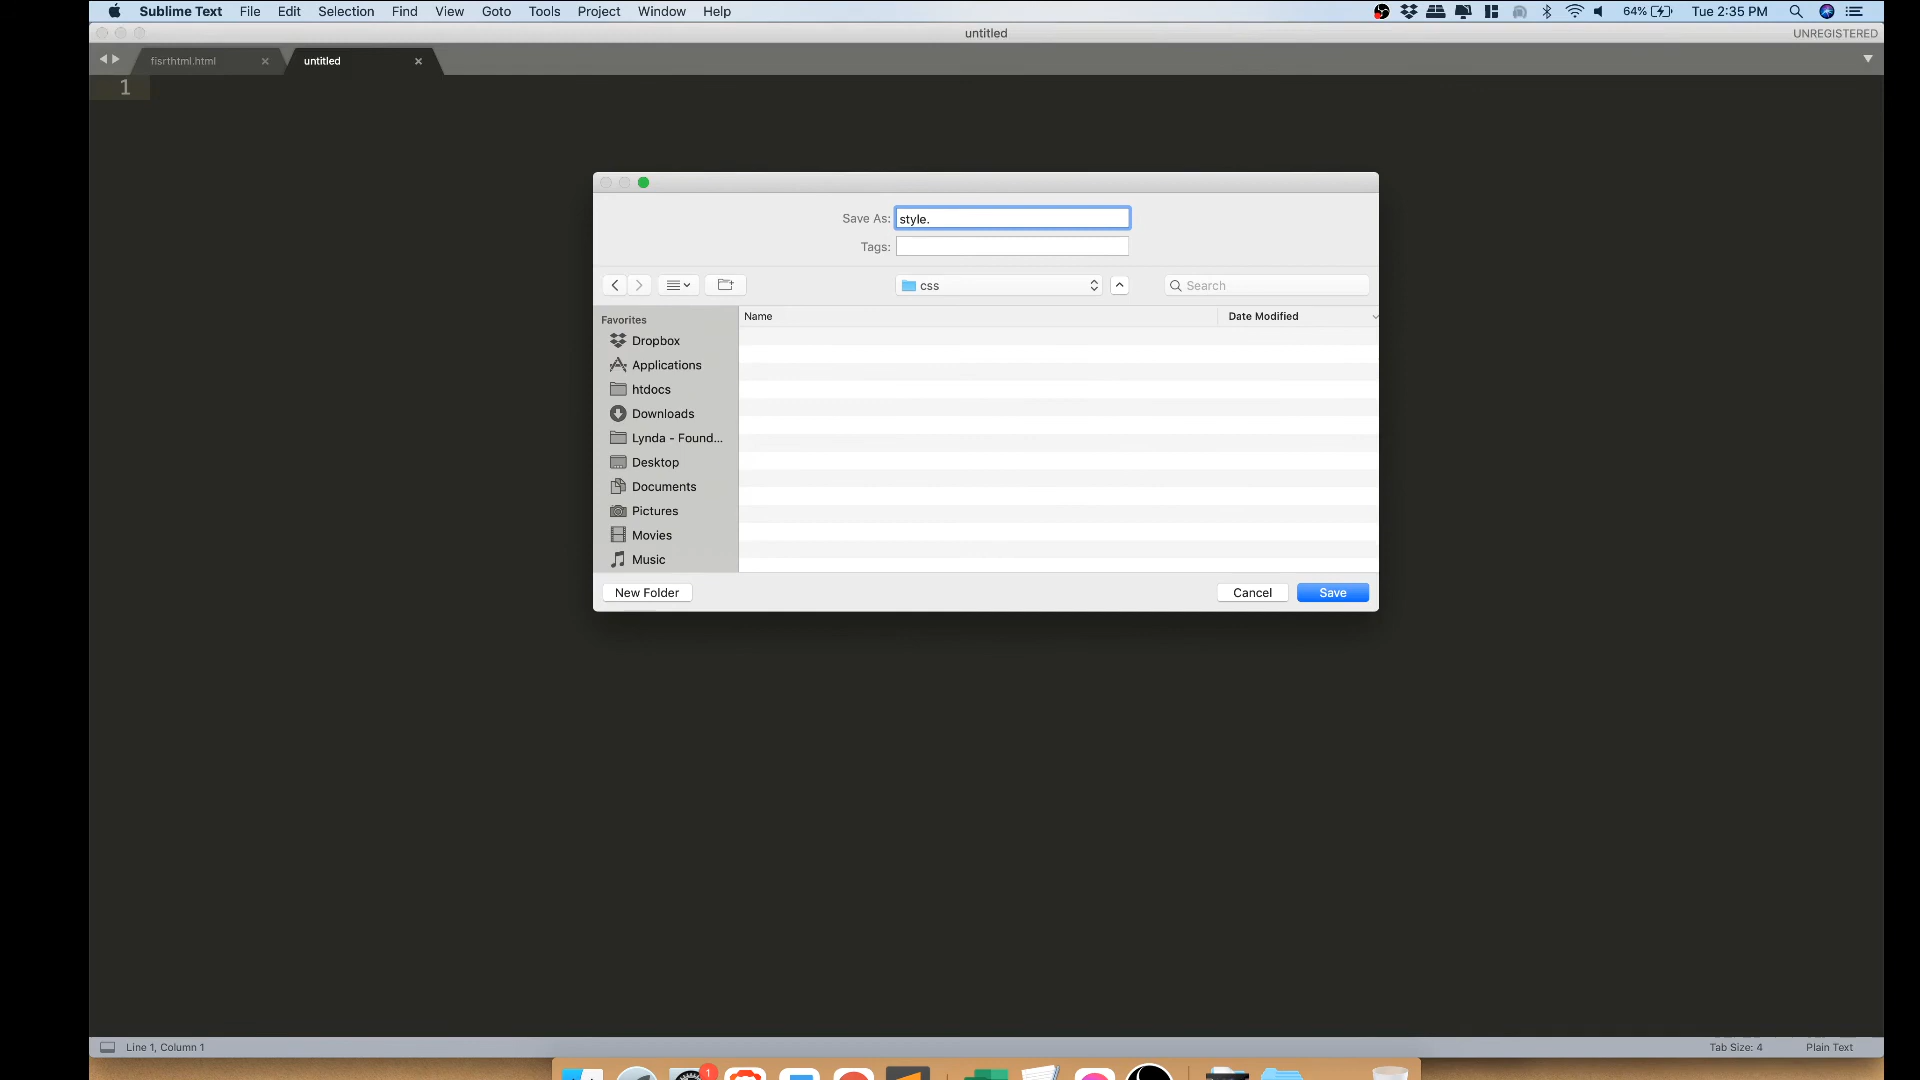 Sublime Text File Edit Selection Find View Goto Tools Project Window Help 64% Tue 2:35 PM
untitled UNREGISTERED
fisrthtml.html untitled
1
Save As: style.
Tags:
css Search
Favorites Name Date Modified
Dropbox
Applications
htdocs
Downloads
Lynda - Found...
Desktop
Documents
Pictures
Movies
Music
New Folder Cancel Save
Line 1, Column 1 Tab Size: 4 Plain Text
1